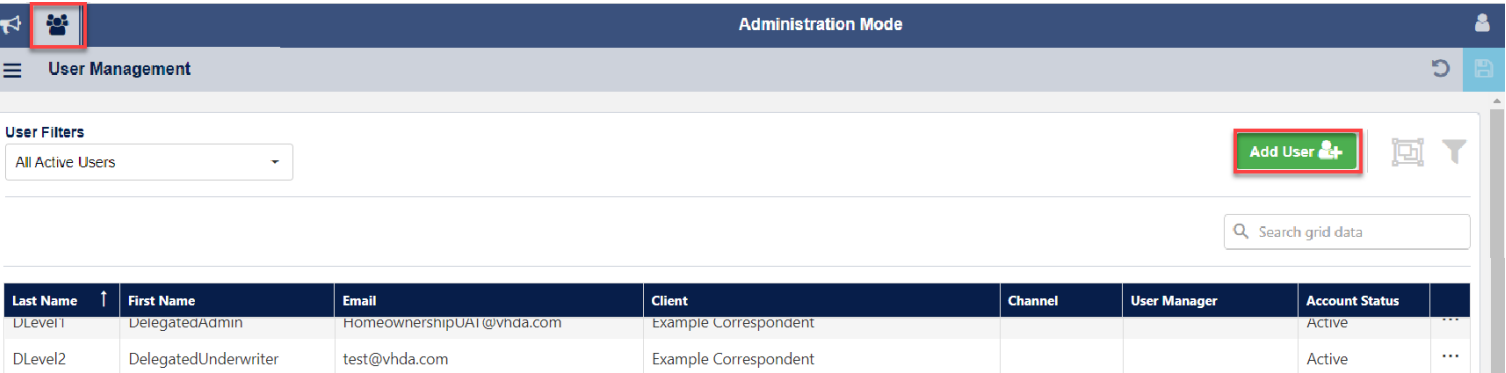 Administration Mode
User Management
User Filters
All Active Users
Add User
Search grid data
Last Name ↑ First Name Email Client Channel User Manager Account Status
DLevel1 DelegatedAdmin HomeownershipUAT@vhda.com Example Correspondent Active ...
DLevel2 DelegatedUnderwriter test@vhda.com Example Correspondent Active ...